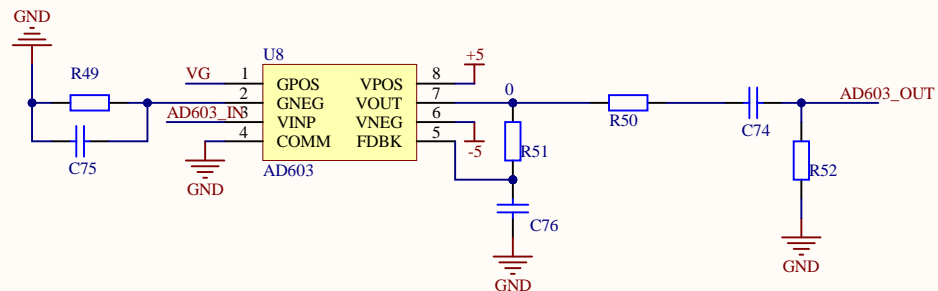 GND
U8
+5
R49
VG
1
GPOS
VPOS
8
0
2
GNEG
VOUT
7
AD603_OUT
AD603_IN
3
VINP
VNEG
6
R50
C74
4
COMM
FDBK
5
-5
R51
C75
AD603
R52
GND
C76
GND
GND